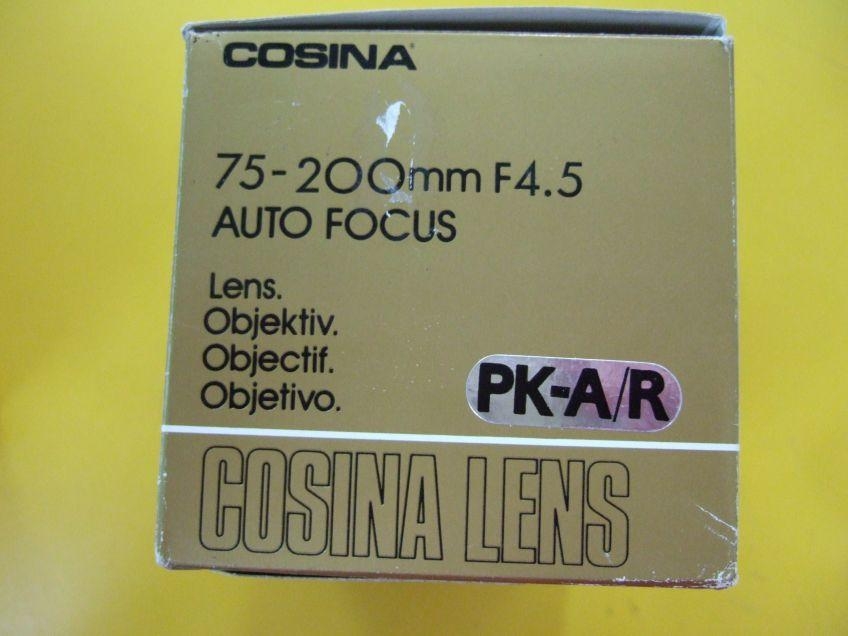 COSINA
75-200mm F4.5
AUTO FOCUS
Lens.
Objektiv.
Objectif.
Objetivo.
PK-A/R
COSINA LENS